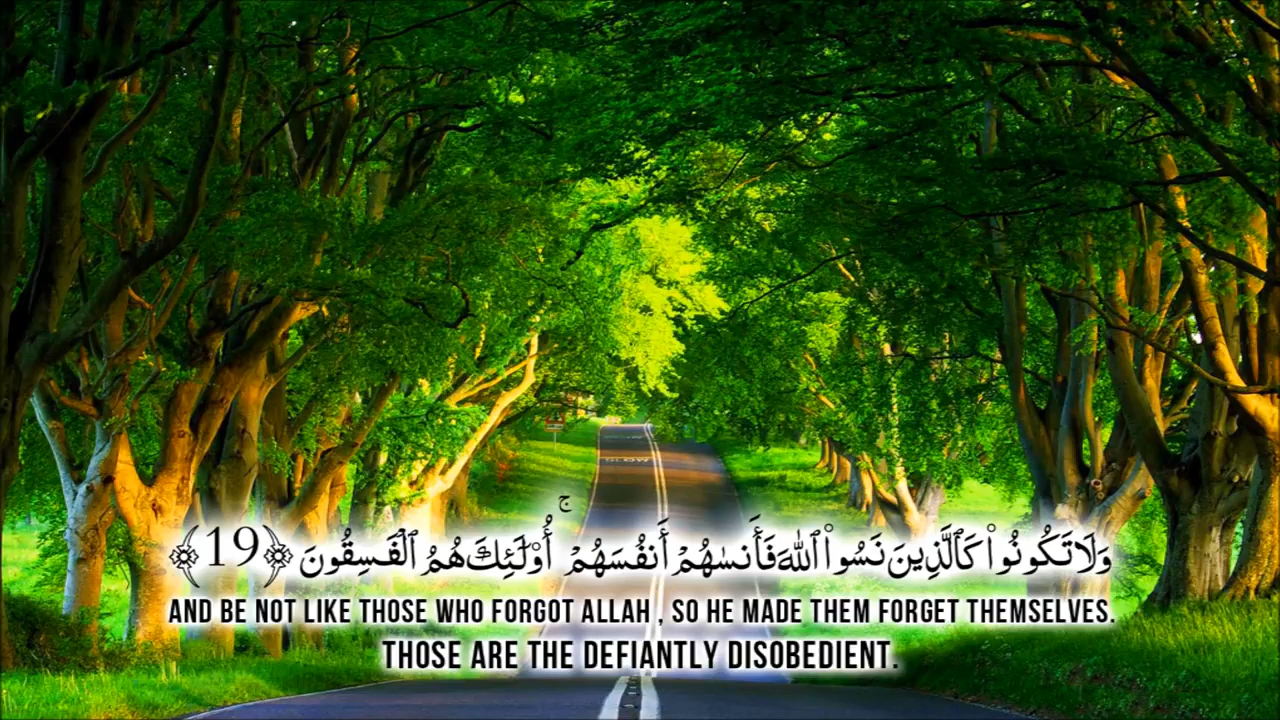 وَلَا تَكُونُوا۟ كَٱلَّذِينَ نَسُوا۟ ٱللَّهَ فَأَنسَىٰهُمْ أَنفُسَهُمْ ۚ أُو۟لَـٰٓئِكَ هُمُ ٱلْفَـٰسِقُونَ ﴿19﴾
AND BE NOT LIKE THOSE WHO FORGOT ALLAH , SO HE MADE THEM FORGET THEMSELVES.
THOSE ARE THE DEFIANTLY DISOBEDIENT.